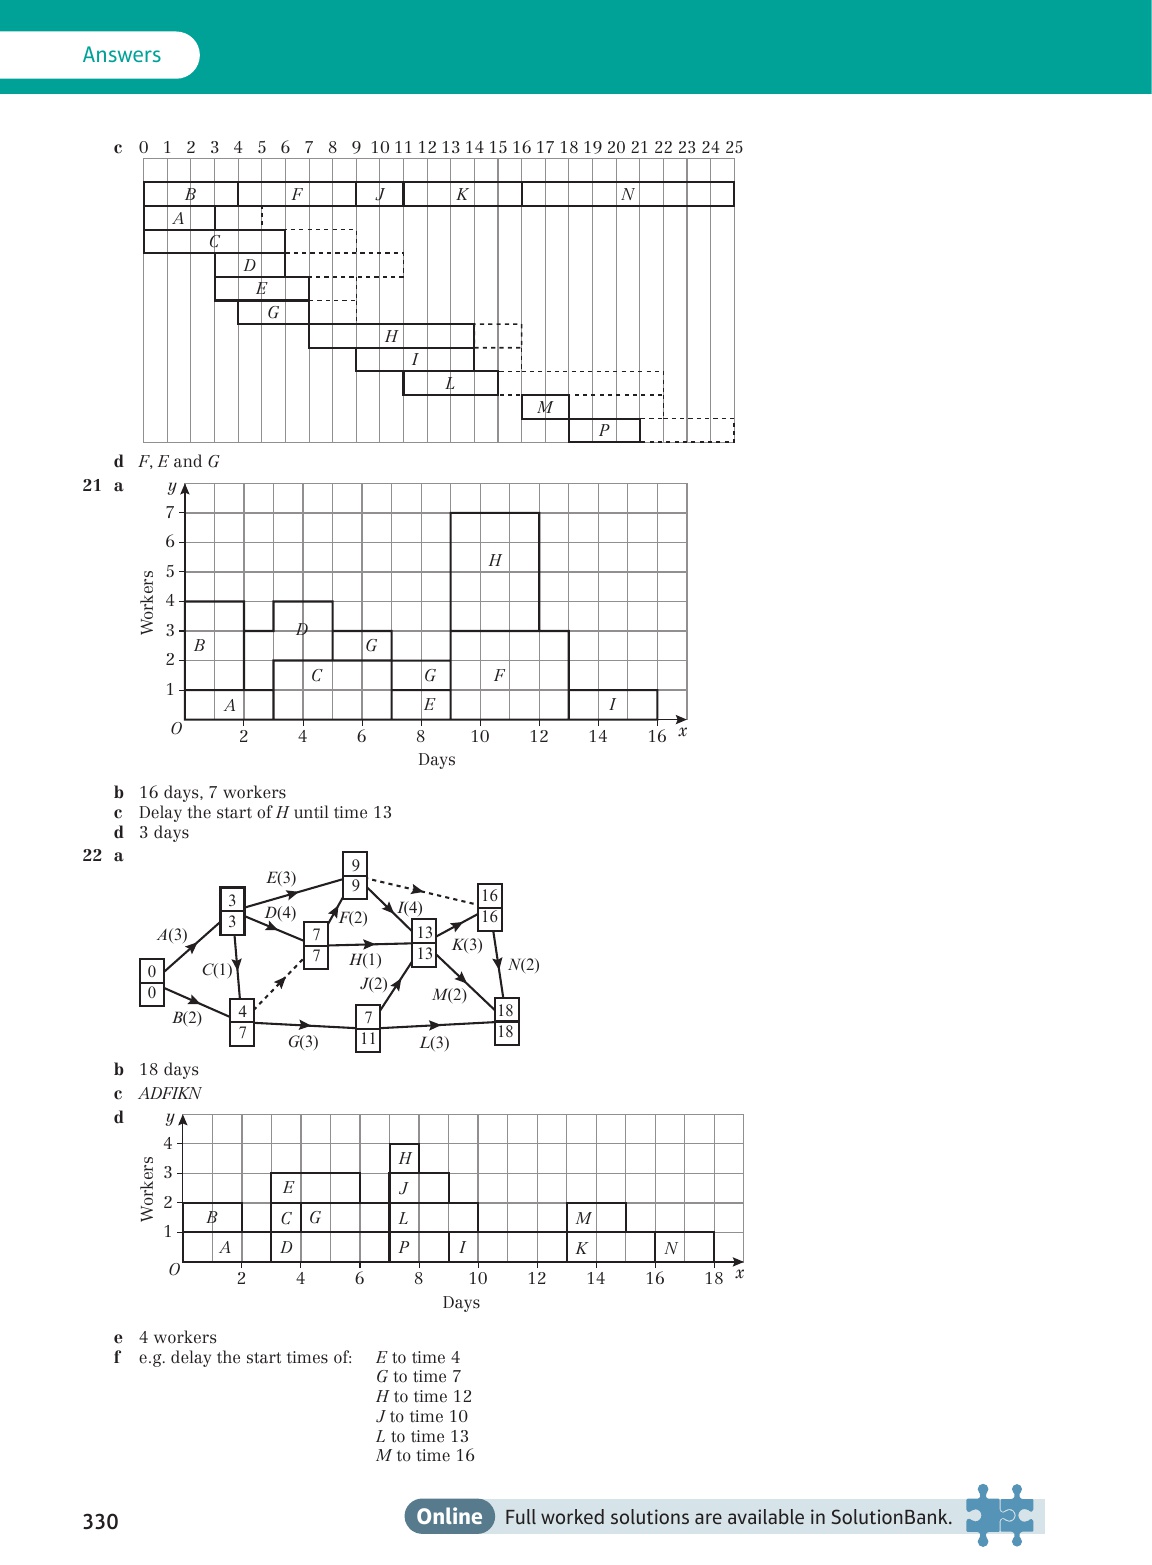 Answers
c 0 1 2 3 4 5 6 7 8 9 10 11 12 13 14 15 16 17 18 19 20 21 22 23 24 25
B F J K N
A
C
D
E
G
H
I
L
M
P
d F, E and G
21 a y
7
6
H
5
Workers
4
3 D
B G
2
C G F
1
A E I
O 2 4 6 8 10 12 14 16 x
Days
b 16 days, 7 workers
c Delay the start of H until time 13
d 3 days
22 a
9
9
E(3)
16
16
3
3
D(4) F(2) I(4)
A(3)
7
7
13
13
K(3)
H(1)
0
0
C(1) J(2) N(2)
M(2)
B(2)
4
7
7
11
18
18
G(3) L(3)
b 18 days
c ADFIKN
d y
4
H
Workers
3
E J
2
B C G L M
1
A D P I K N
O 2 4 6 8 10 12 14 16 18 x
Days
e 4 workers
f e.g. delay the start times of: E to time 4
G to time 7
H to time 12
J to time 10
L to time 13
M to time 16
330 Online Full worked solutions are available in SolutionBank.